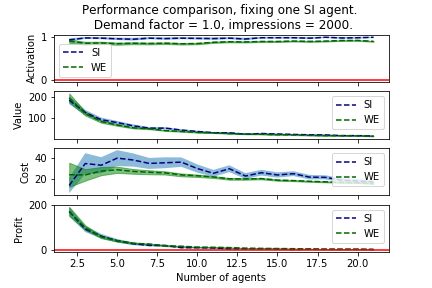 Performance comparison, fixing one SI agent.
Demand factor = 1.0, impressions = 2000.
Activation
1
0
SI
WE
Value
200
100
SI
WE
Cost
40
20
SI
WE
Profit
200
0
SI
WE
2.5 5.0 7.5 10.0 12.5 15.0 17.5 20.0
Number of agents